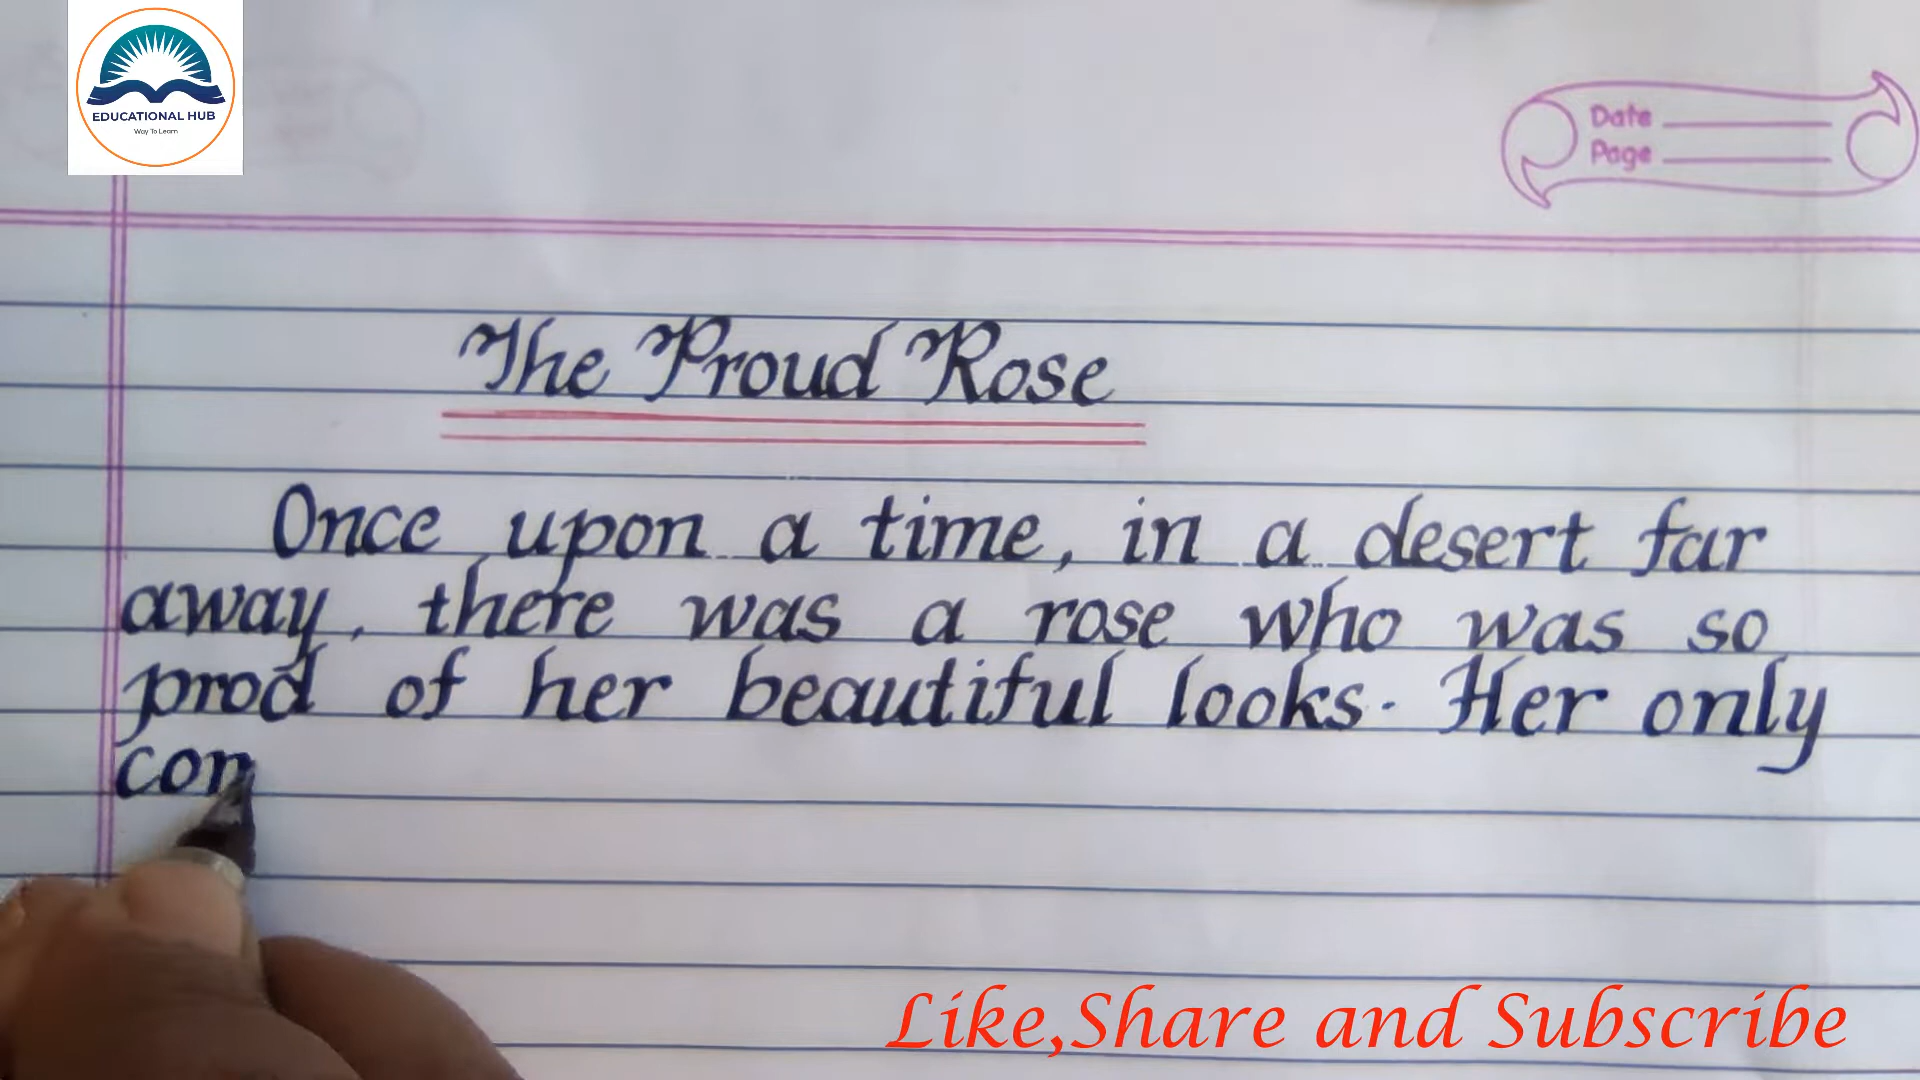 EDUCATIONAL HUB
Way To Learn
Date
Page
The Proud Rose
Once upon a time, in a desert far
away, there was a rose who was so
prod of her beautiful looks. Her only
con
Like,Share and Subscribe